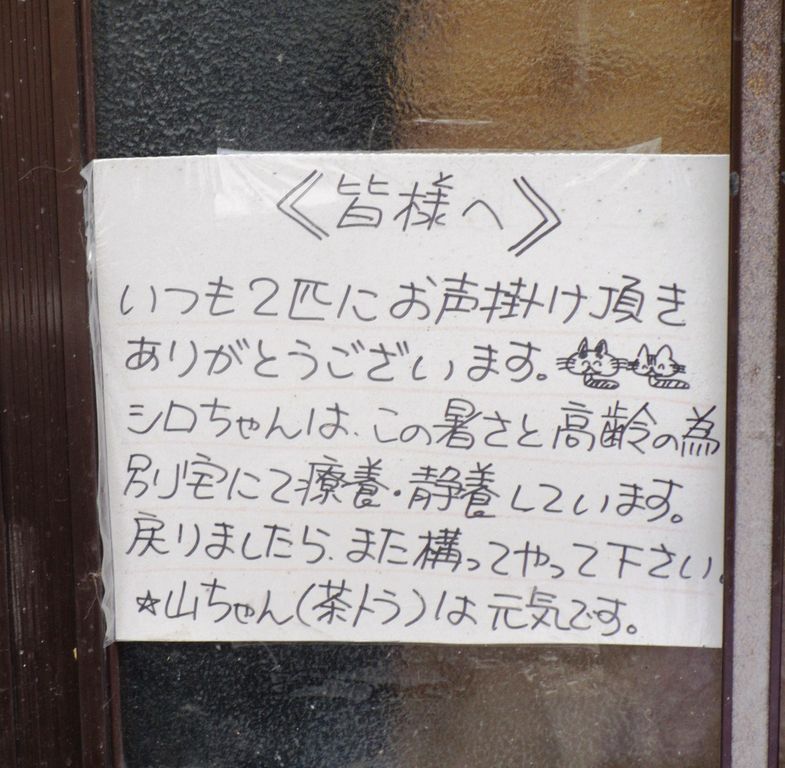 《皆様へ》
いつも2匹にお声掛け頂き
ありがとうございます。
シロちゃんは、この暑さと高齢の為
別宅にて療養・静養しています。
戻りましたら、また構ってやって下さい。
☆山ちゃん(茶トラ)は元気です。